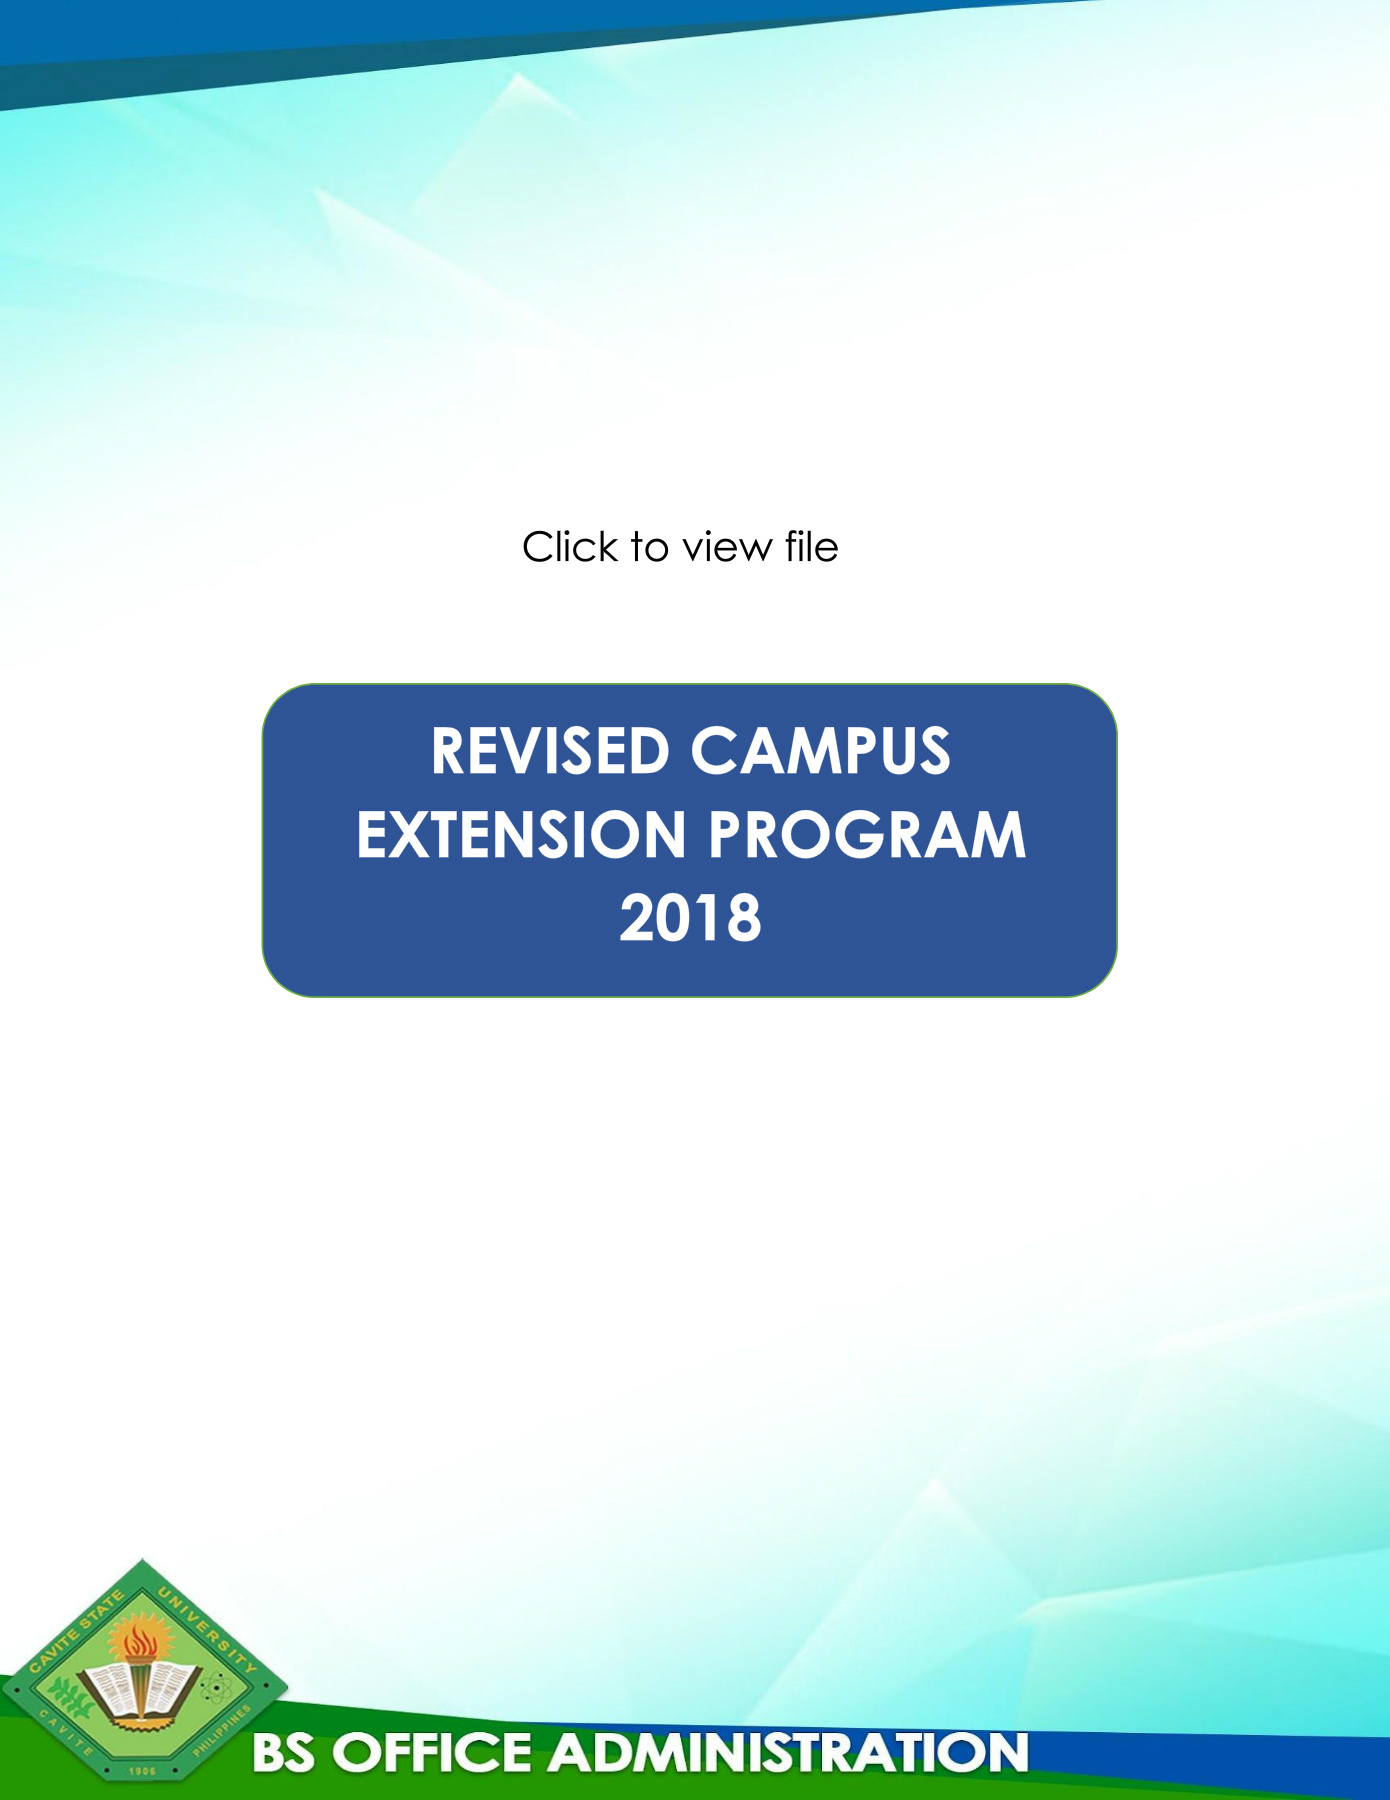 Click to view file
REVISED CAMPUS
EXTENSION PROGRAM
2018
CAVITE STATE UNIVERSITY
CAVITE
1906
PHILIPPINES
BS OFFICE ADMINISTRATION